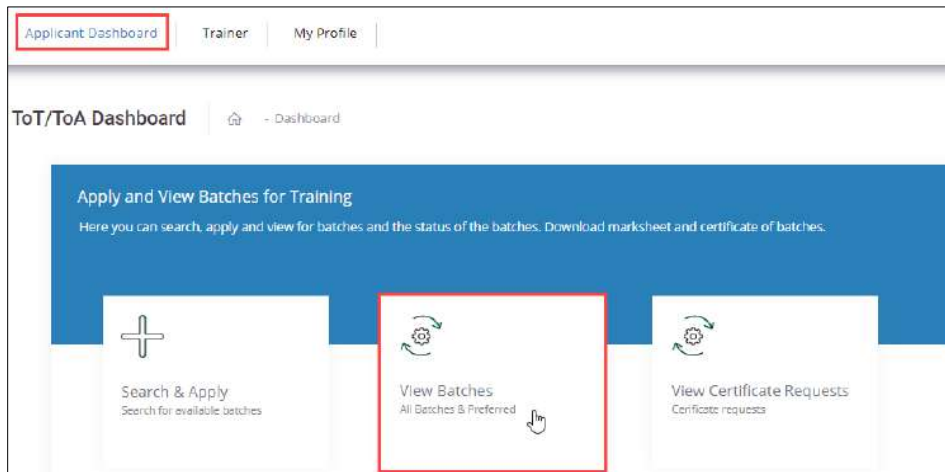 Applicant Dashboard Trainer My Profile
ToT/ToA Dashboard - Dashboard
Apply and View Batches for Training
Here you can search, apply and view for batches and the status of the batches. Download marksheet and certificate of batches.
Search & Apply
Search for available batches
View Batches
All Batches & Preferred
View Certificate Requests
Cerificate requests